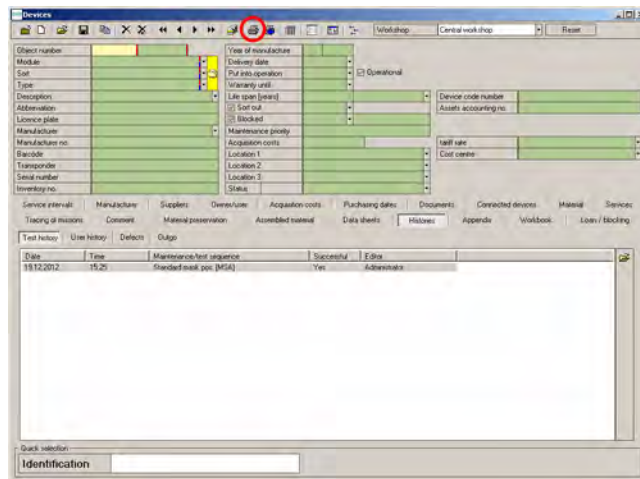 Devices
Workshop Central workshop Reset
Object number Year of manufacture
Module Delivery date
Sort Put into operation Operational
Type Warranty until
Description Life span [years] Device code number
Abbreviation Sort out Assets accounting no.
Licence plate Blocked
Manufacturer Maintenance priority
Manufacturer no. Acquisition costs tariff rate
Barcode Location 1 Cost centre
Transponder Location 2
Serial number Location 3
Inventory no. Status
Service intervals Manufacturer Suppliers Owner/user Acquisition costs Purchasing dates Documents Connected devices Material Services
Tracing of missions Comment Material preservation Assembled material Data sheets Histories Appendix Workbook Loan / blocking
Test history User history Defects Outgo
Date Time Maintenance/test sequence Successful Editor
19.12.2012 15:25 Standard mask pos. (MSA) Yes Administrator
Quick selection
Identification